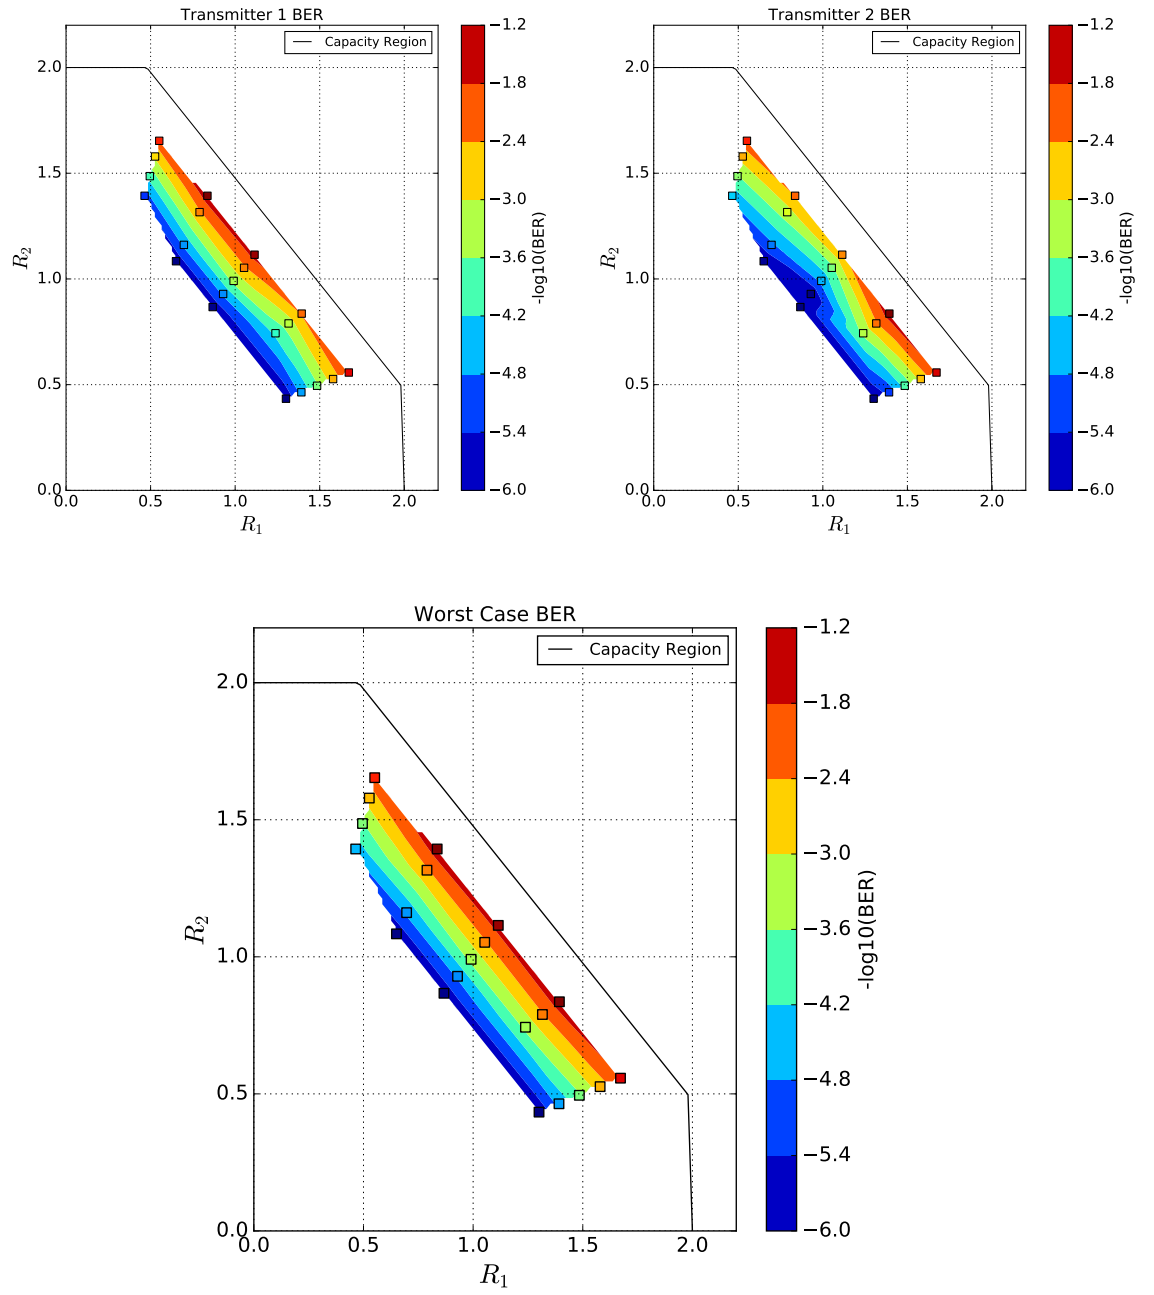 Transmitter 1 BER
Capacity Region
2.0
1.5
1.0
0.5
0.0
R2
0.0 0.5 1.0 1.5 2.0
R1
−1.2
−1.8
−2.4
−3.0
−3.6
−4.2
−4.8
−5.4
−6.0
-log10(BER)
Transmitter 2 BER
Capacity Region
2.0
1.5
1.0
0.5
0.0
R2
0.0 0.5 1.0 1.5 2.0
R1
−1.2
−1.8
−2.4
−3.0
−3.6
−4.2
−4.8
−5.4
−6.0
-log10(BER)
Worst Case BER
Capacity Region
2.0
1.5
1.0
0.5
0.0
R2
0.0 0.5 1.0 1.5 2.0
R1
−1.2
−1.8
−2.4
−3.0
−3.6
−4.2
−4.8
−5.4
−6.0
-log10(BER)